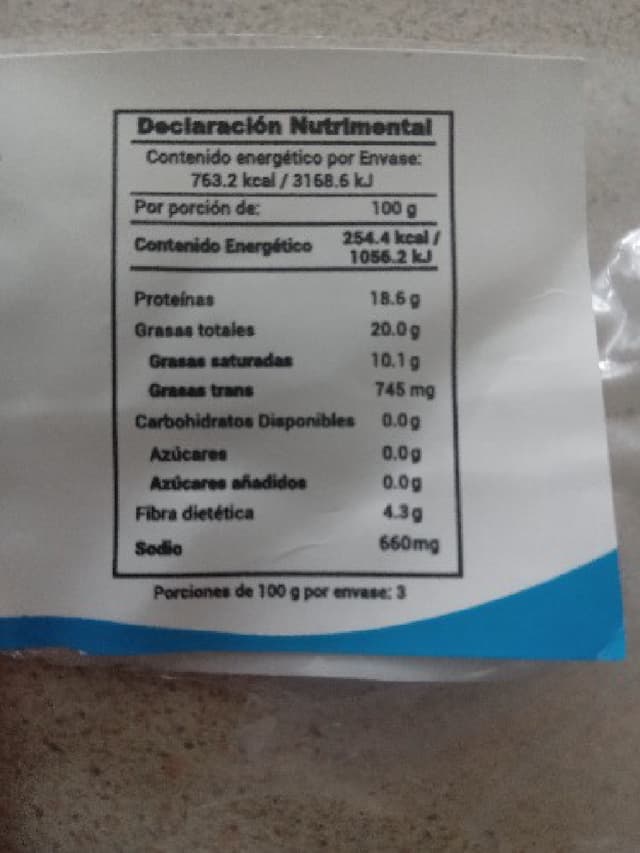 Declaración Nutrimental
Contenido energético por Envase:
763.2 kcal / 3168.6 kJ
Por porción de: 100 g
Contenido Energético 254.4 kcal /
1056.2 kJ
Proteínas 18.6 g
Grasas totales 20.0 g
Grasas saturadas 10.1 g
Grasas trans 745 mg
Carbohidratos Disponibles 0.0 g
Azúcares 0.0 g
Azúcares añadidos 0.0 g
Fibra dietética 4.3 g
Sodio 660 mg
Porciones de 100 g por envase: 3